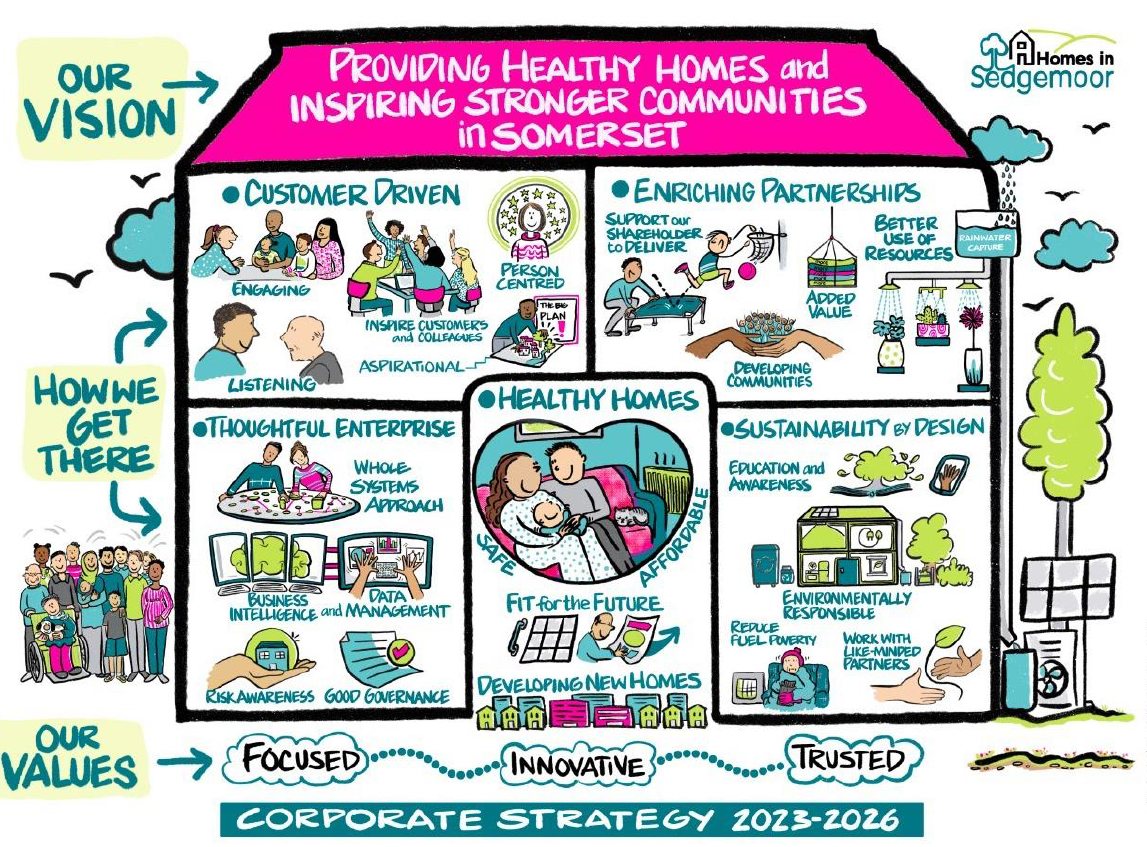 OUR
VISION
PROVIDING HEALTHY HOMES and
INSPIRING STRONGER COMMUNITIES
in SOMERSET
Homes in
Sedgemoor
HOW WE
GET
THERE
CUSTOMER DRIVEN
ENGAGING
INSPIRE CUSTOMERS
and COLLEAGUES
PERSON
CENTRED
THE BIG
PLAN
!
LISTENING
ASPIRATIONAL
ENRICHING PARTNERSHIPS
SUPPORT our
SHAREHOLDER
to DELIVER
ADDED
VALUE
BETTER
USE OF
RESOURCES
RAINWATER
CAPTURE
DEVELOPING
COMMUNITIES
THOUGHTFUL ENTERPRISE
WHOLE
SYSTEMS
APPROACH
BUSINESS
INTELLIGENCE and
DATA
MANAGEMENT
RISK AWARENESS
GOOD GOVERNANCE
HEALTHY HOMES
SAFE
AFFORDABLE
FIT for the FUTURE
DEVELOPING NEW HOMES
SUSTAINABILITY BY DESIGN
EDUCATION and
AWARENESS
ENVIRONMENTALLY
RESPONSIBLE
REDUCE
FUEL POVERTY
WORK WITH
LIKE-MINDED
PARTNERS
OUR
VALUES
FOCUSED
INNOVATIVE
TRUSTED
CORPORATE STRATEGY 2023-2026